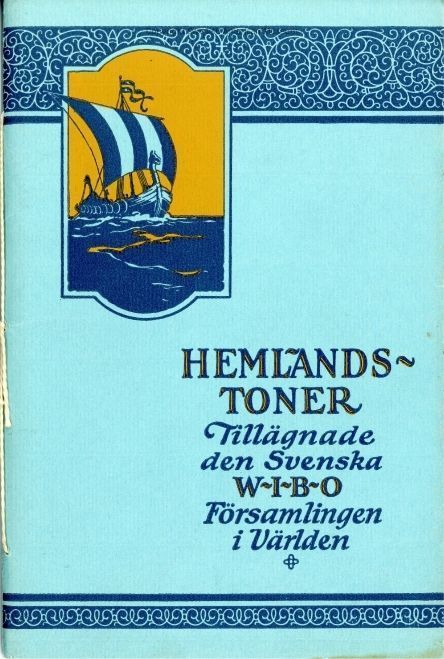 HEMLANDS~
TONER
Tillägnade
den Svenska
W~I~B~O
Församlingen
i Världen